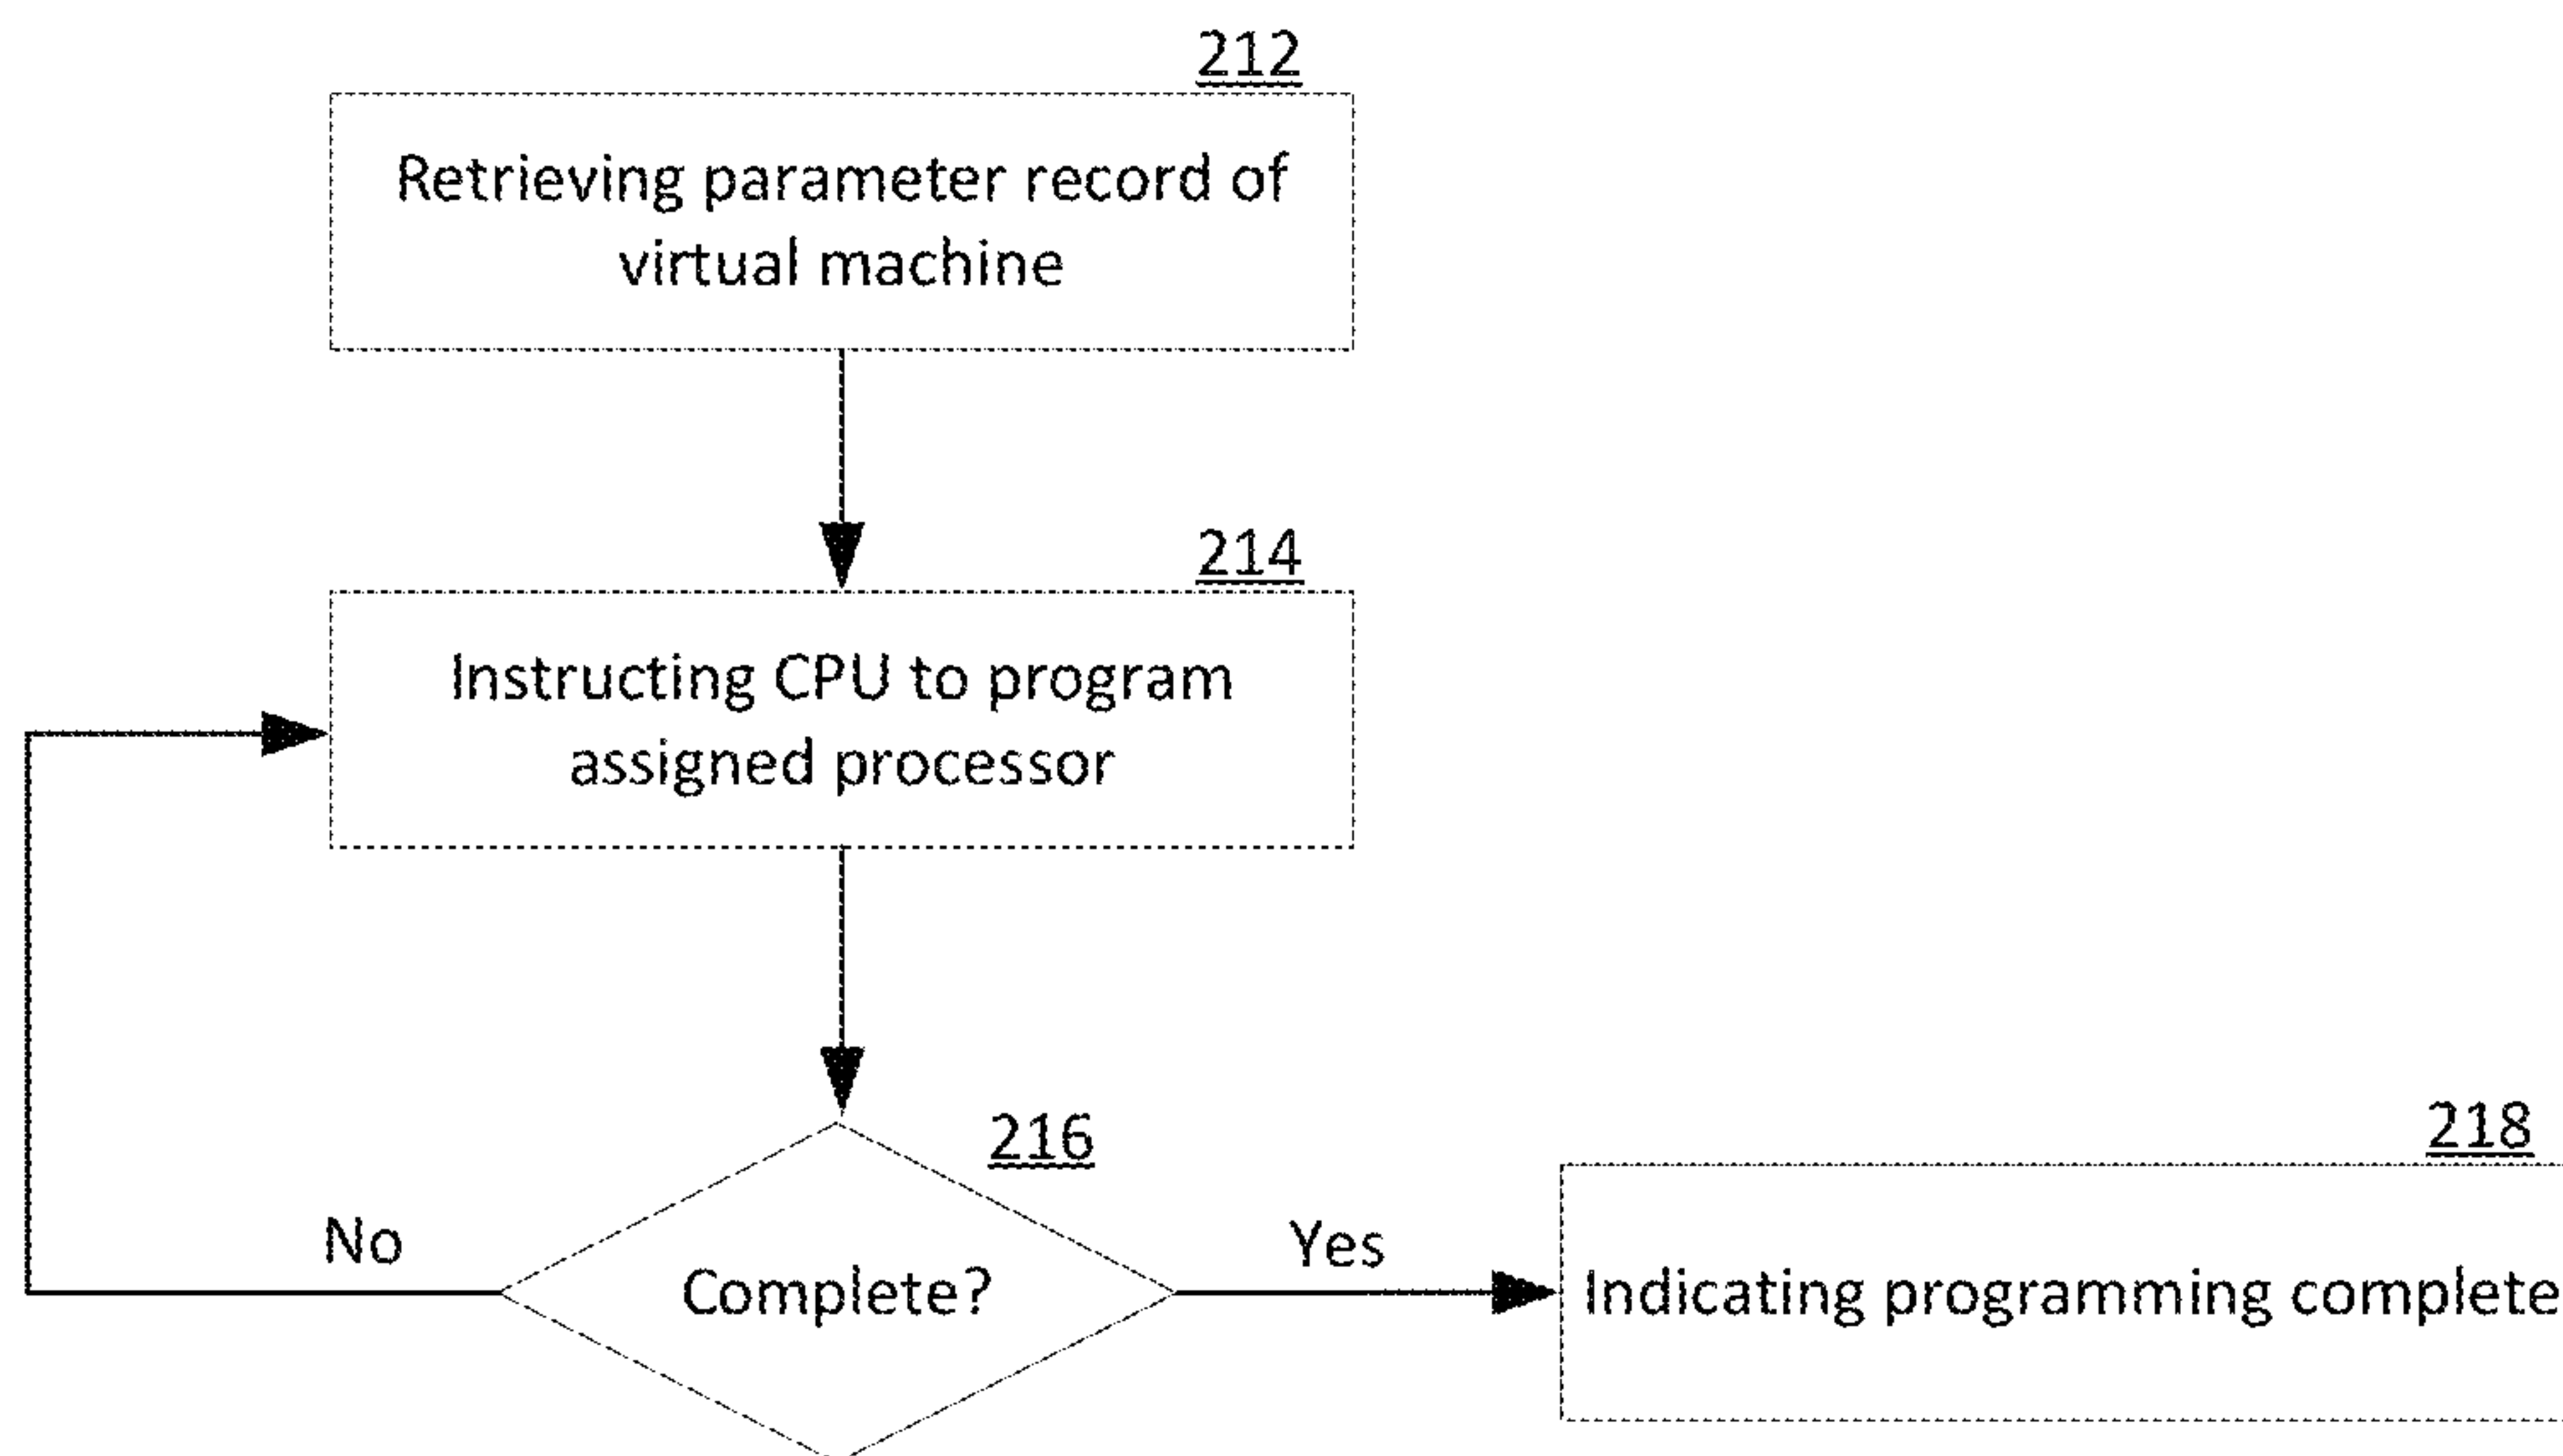 212
Retrieving parameter record of
virtual machine
214
Instructing CPU to program
assigned processor
216
218
No
Yes
Complete?
Indicating programming complete